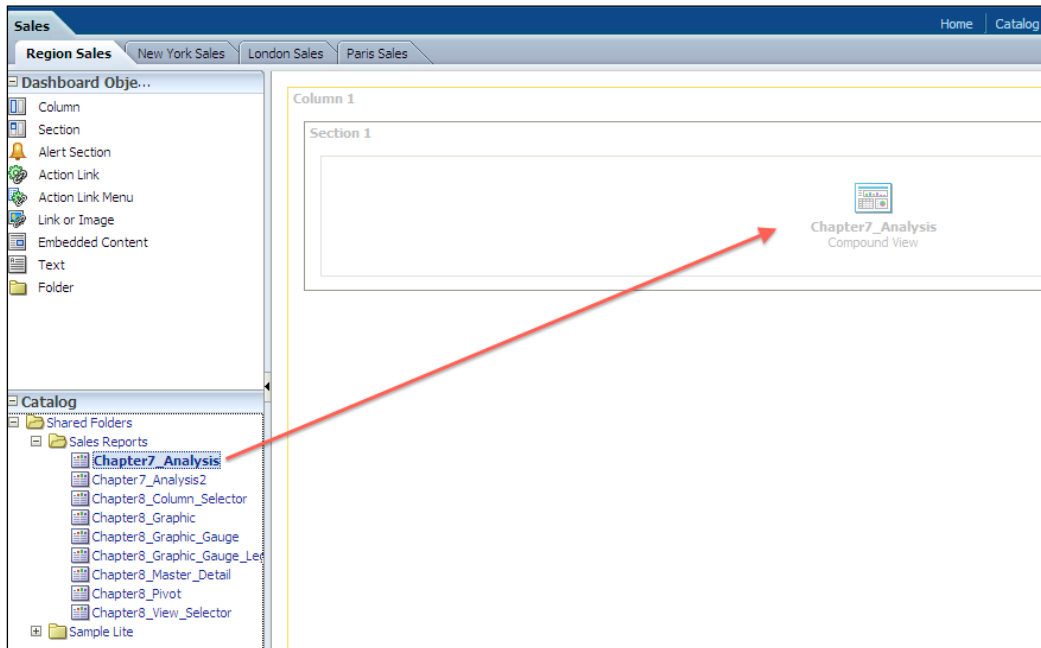 Sales
Home Catalog
Region Sales New York Sales London Sales Paris Sales
Dashboard Obje...
Column
Section
Alert Section
Action Link
Action Link Menu
Link or Image
Embedded Content
Text
Folder
Column 1
Section 1
Chapter7_Analysis
Compound View
Catalog
Shared Folders
Sales Reports
Chapter7_Analysis
Chapter7_Analysis2
Chapter8_Column_Selector
Chapter8_Graphic
Chapter8_Graphic_Gauge
Chapter8_Graphic_Gauge_Leg
Chapter8_Master_Detail
Chapter8_Pivot
Chapter8_View_Selector
Sample Lite